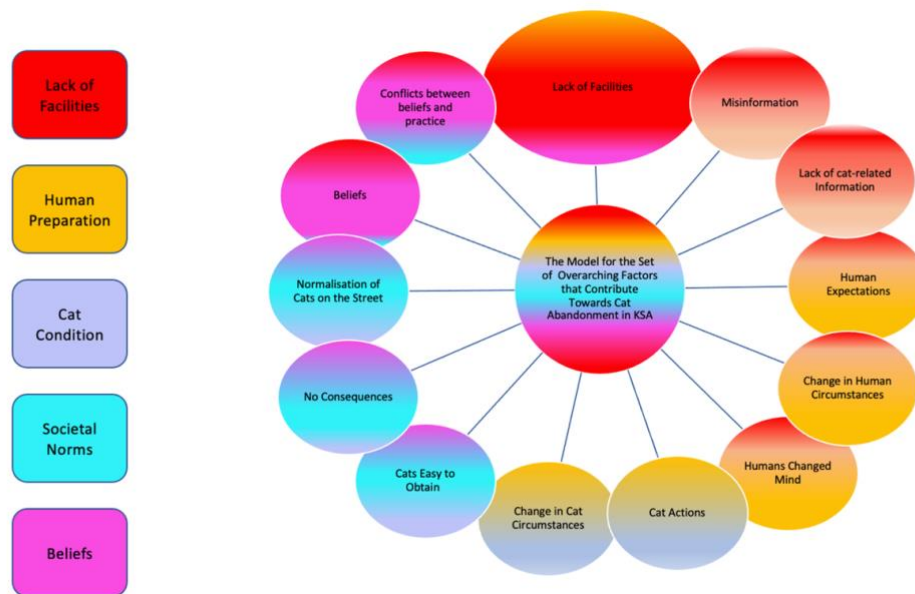 Lack of
Facilities
Human
Preparation
Cat
Condition
Societal
Norms
Beliefs
Lack of Facilities
Misinformation
Lack of cat-related
Information
Human
Expectations
Change in Human
Circumstances
Humans Changed
Mind
Cat Actions
Change in Cat
Circumstances
Cats Easy to
Obtain
No Consequences
Normalisation of
Cats on the Street
Beliefs
Conflicts between
beliefs and
practice
The Model for the Set
of Overarching Factors
that Contribute
Towards Cat
Abandonment in KSA